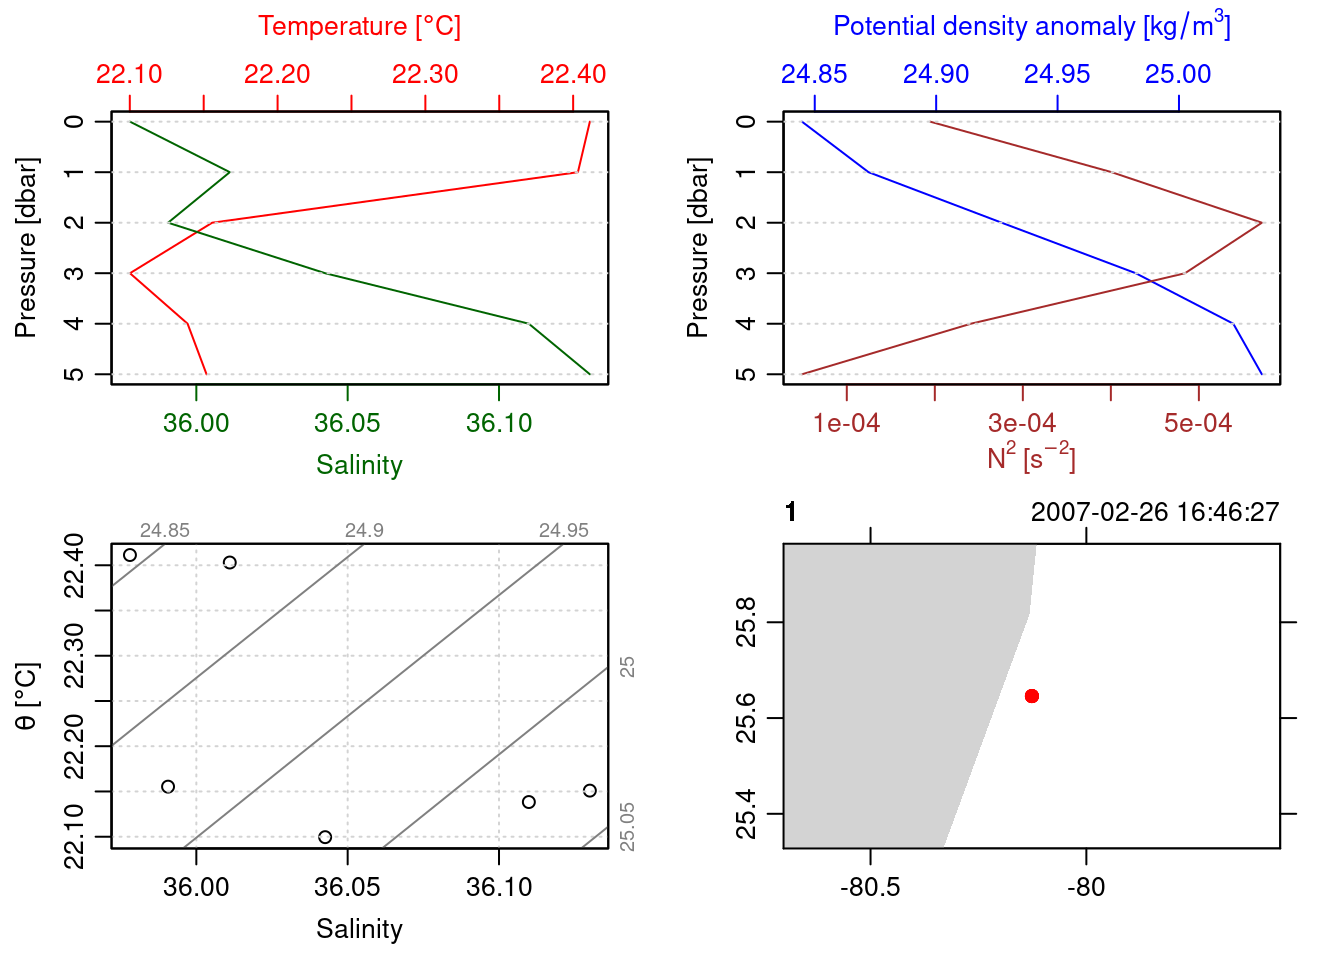 Temperature [°C]
22.10 22.20 22.30 22.40
Pressure [dbar]
0
1
2
3
4
5
36.00 36.05 36.10
Salinity
Potential density anomaly [kg/m³]
24.85 24.90 24.95 25.00
Pressure [dbar]
0
1
2
3
4
5
1e-04 3e-04 5e-04
N² [s⁻²]
24.85 24.9 24.95
25
25.05
θ [°C]
22.40
22.30
22.20
22.10
36.00 36.05 36.10
Salinity
1 2007-02-26 16:46:27
25.8
25.6
25.4
-80.5 -80